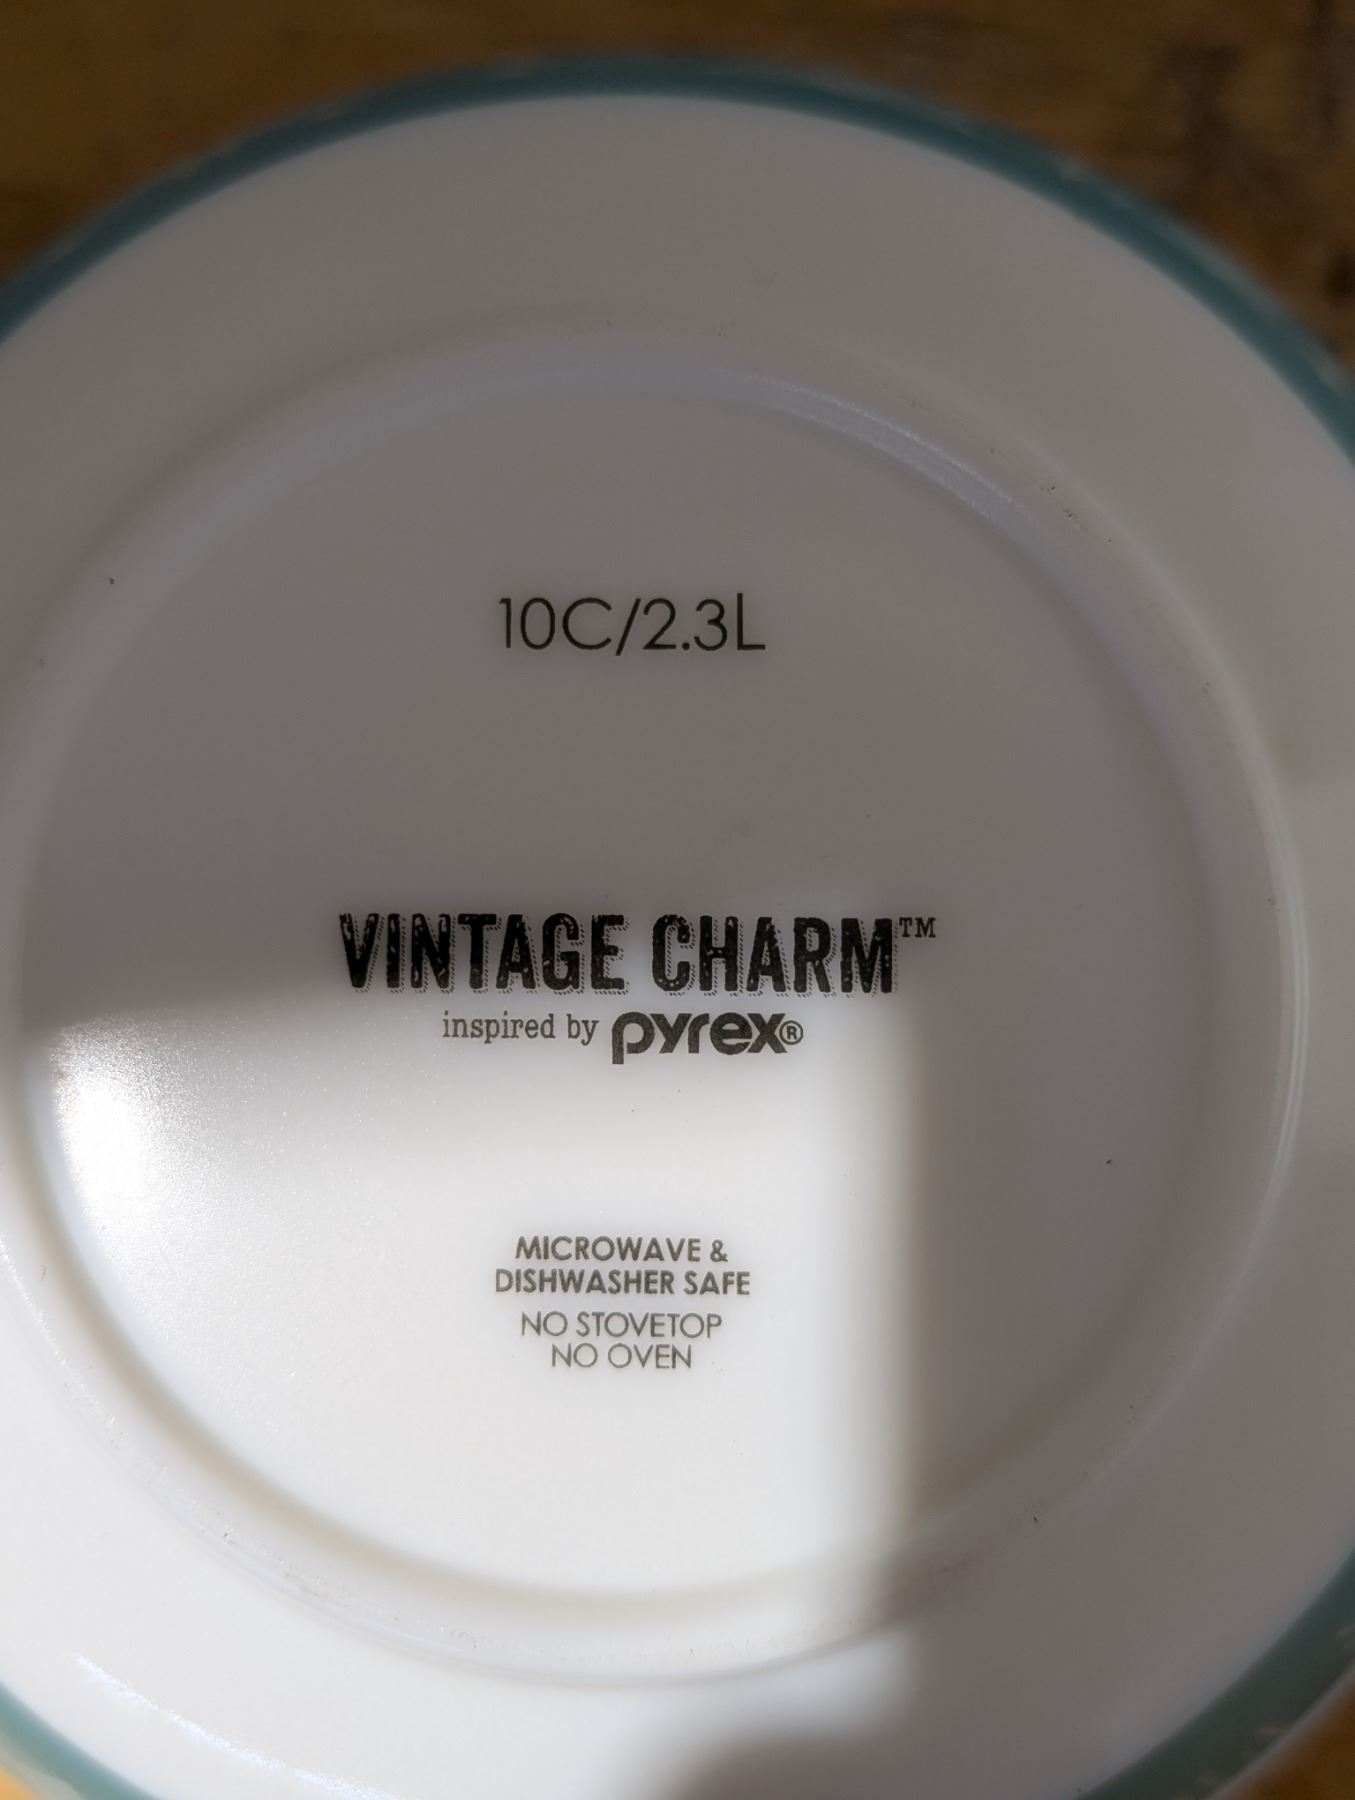 10C/2.3L
VINTAGE CHARM™
inspired by pyrex®
MICROWAVE &
DISHWASHER SAFE
NO STOVETOP
NO OVEN